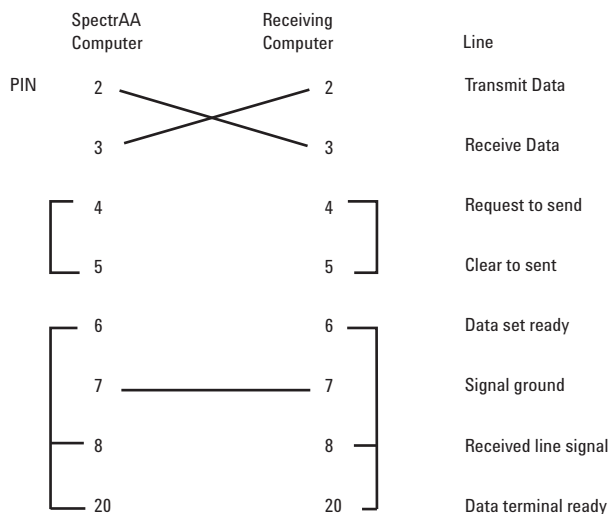 SpectrAA Computer Receiving Computer Line
PIN 2 2 Transmit Data
3 3 Receive Data
4 4 Request to send
5 5 Clear to sent
6 6 Data set ready
7 7 Signal ground
8 8 Received line signal
20 20 Data terminal ready